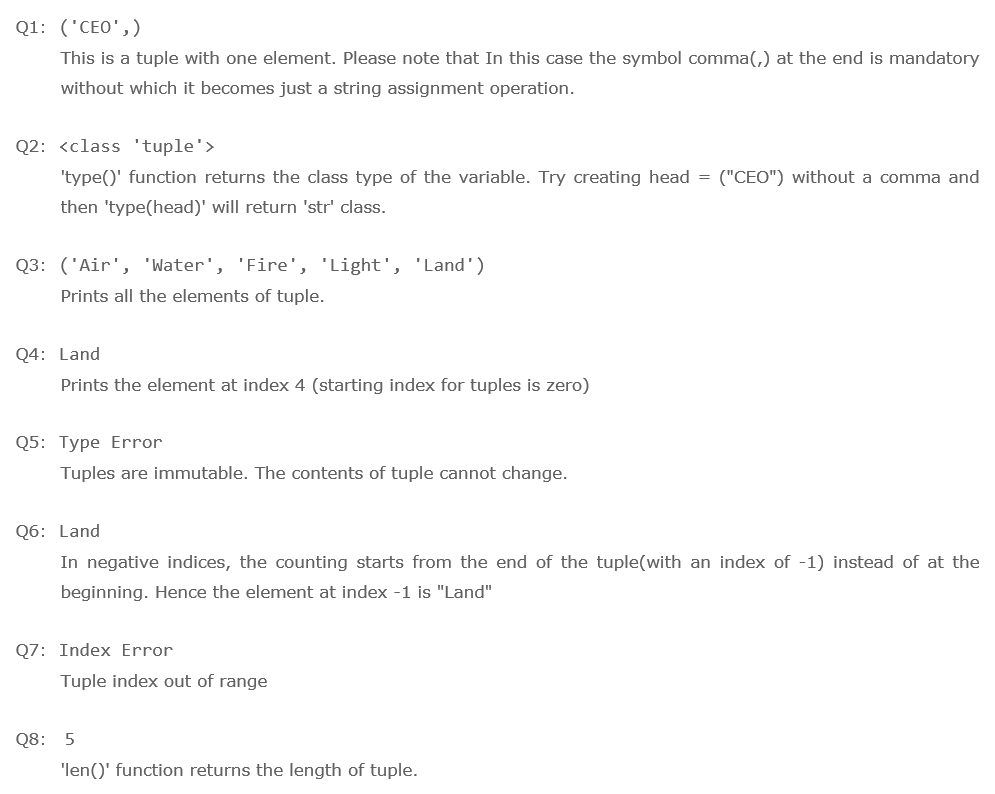 Q1: ('CEO',)
This is a tuple with one element. Please note that In this case the symbol comma(,) at the end is mandatory
without which it becomes just a string assignment operation.
Q2: <class 'tuple'>
'type()' function returns the class type of the variable. Try creating head = ("CEO") without a comma and
then 'type(head)' will return 'str' class.
Q3: ('Air', 'Water', 'Fire', 'Light', 'Land')
Prints all the elements of tuple.
Q4: Land
Prints the element at index 4 (starting index for tuples is zero)
Q5: Type Error
Tuples are immutable. The contents of tuple cannot change.
Q6: Land
In negative indices, the counting starts from the end of the tuple(with an index of -1) instead of at the
beginning. Hence the element at index -1 is "Land"
Q7: Index Error
Tuple index out of range
Q8: 5
'len()' function returns the length of tuple.